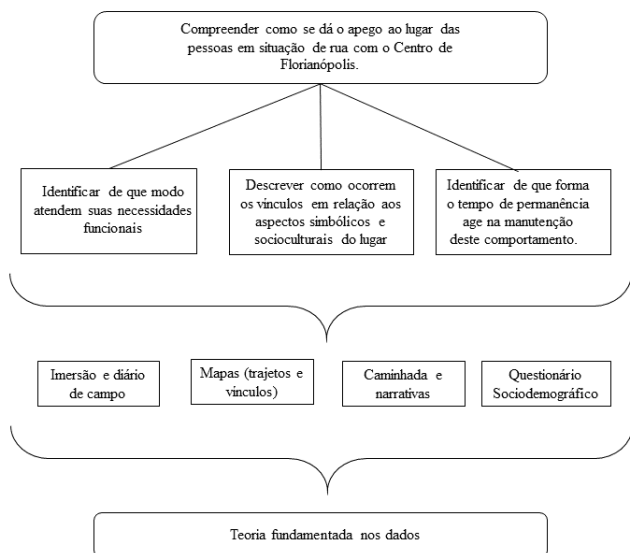 Compreender como se dá o apego ao lugar das
pessoas em situação de rua com o Centro de
Florianópolis.
Identificar de que modo
atendem suas necessidades
funcionais
Descrever como ocorrem
os vínculos em relação aos
aspectos simbólicos e
socioculturais do lugar
Identificar de que forma
o tempo de permanência
age na manutenção
deste comportamento.
Imersão e diário
de campo
Mapas (trajetos e
vínculos)
Caminhada e
narrativas
Questionário
Sociodemográfico
Teoria fundamentada nos dados